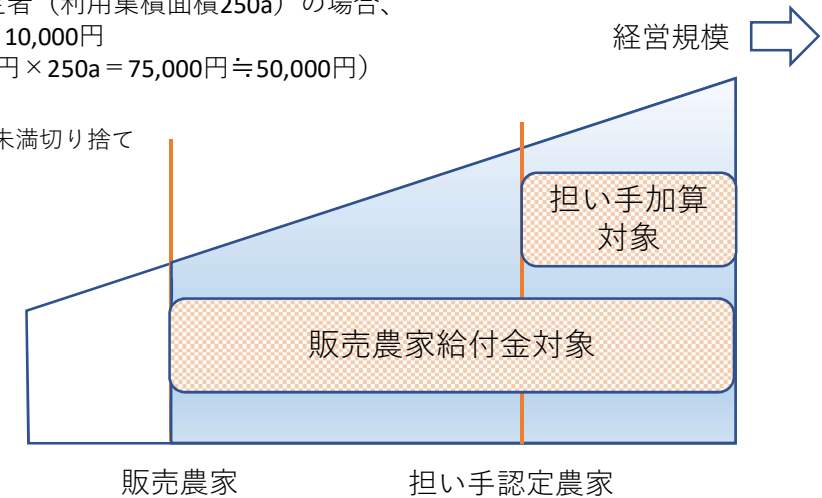 者（利用集積面積250a）の場合、
10,000円
円×250a＝75,000円≒50,000円）
経営規模
未満切り捨て
担い手加算
対象
販売農家給付金対象
販売農家
担い手認定農家